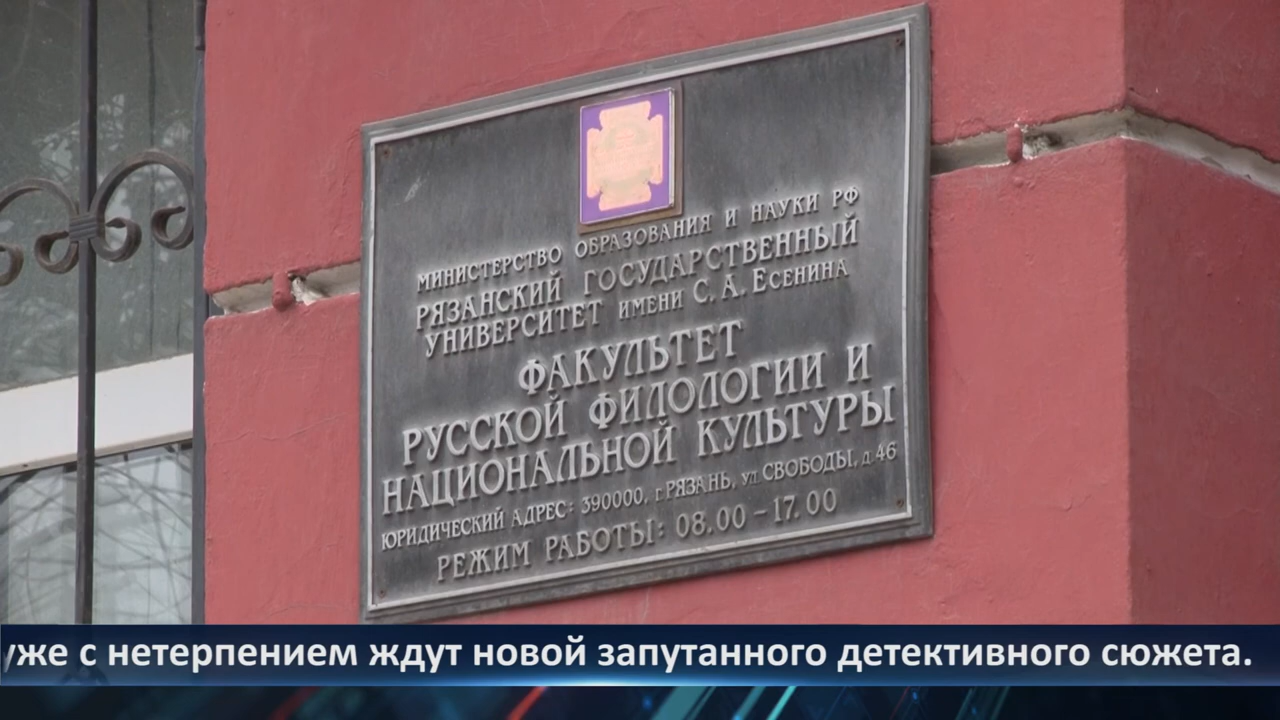 МИНИСТЕРСТВО ОБРАЗОВАНИЯ И НАУКИ РФ
РЯЗАНСКИЙ ГОСУДАРСТВЕННЫЙ
УНИВЕРСИТЕТ ИМЕНИ С. А. ЕСЕНИНА
ФАКУЛЬТЕТ
РУССКОЙ ФИЛОЛОГИИ И
НАЦИОНАЛЬНОЙ КУЛЬТУРЫ
ЮРИДИЧЕСКИЙ АДРЕС: 390000, г. РЯЗАНЬ, ул. СВОБОДЫ, д. 46
РЕЖИМ РАБОТЫ: 08.00 – 17.00
уже с нетерпением ждут новой запутанного детективного сюжета.